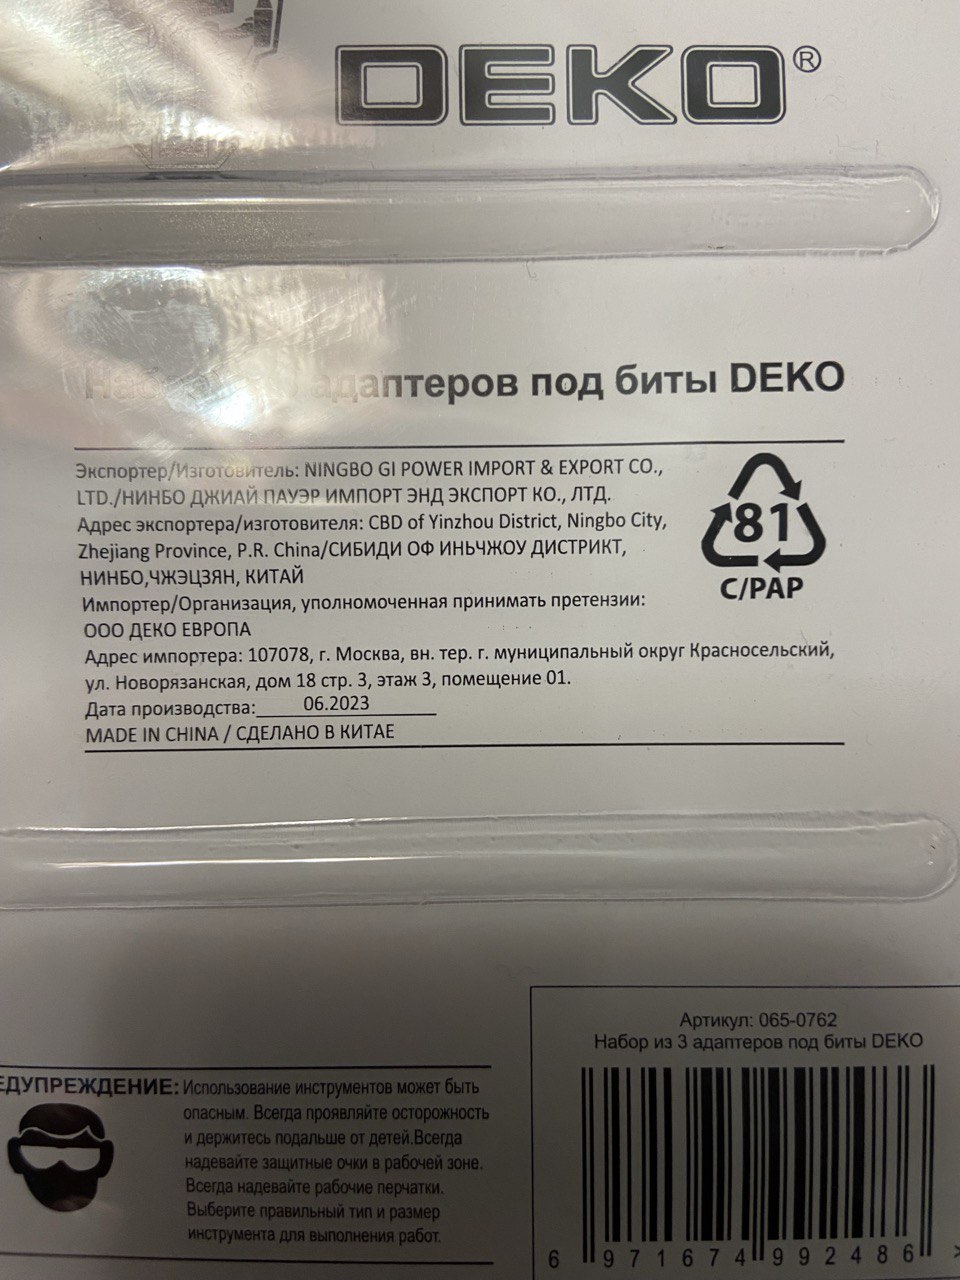 DEKO®
адаптеров под биты DEKO
Экспортер/Изготовитель: NINGBO GI POWER IMPORT & EXPORT CO.,
LTD./НИНБО ДЖИАЙ ПАУЭР ИМПОРТ ЭНД ЭКСПОРТ КО., ЛТД.
Адрес экспортера/изготовителя: CBD of Yinzhou District, Ningbo City,
Zhejiang Province, P.R. China/СИБИДИ ОФ ИНЬЧЖОУ ДИСТРИКТ,
НИНБО,ЧЖЭЦЗЯН, КИТАЙ
Импортер/Организация, уполномоченная принимать претензии:
ООО ДЕКО ЕВРОПА
Адрес импортера: 107078, г. Москва, вн. тер. г. муниципальный округ Красносельский,
ул. Новорязанская, дом 18 стр. 3, этаж 3, помещение 01.
Дата производства: 06.2023
MADE IN CHINA / СДЕЛАНО В КИТАЕ
81
C/PAP
Артикул: 065-0762
Набор из 3 адаптеров под биты DEKO
6 971674 992486 >
ЕДУПРЕЖДЕНИЕ: Использование инструментов может быть
опасным. Всегда проявляйте осторожность
и держитесь подальше от детей.Всегда
надевайте защитные очки в рабочей зоне.
Всегда надевайте рабочие перчатки.
Выберите правильный тип и размер
инструмента для выполнения работ.